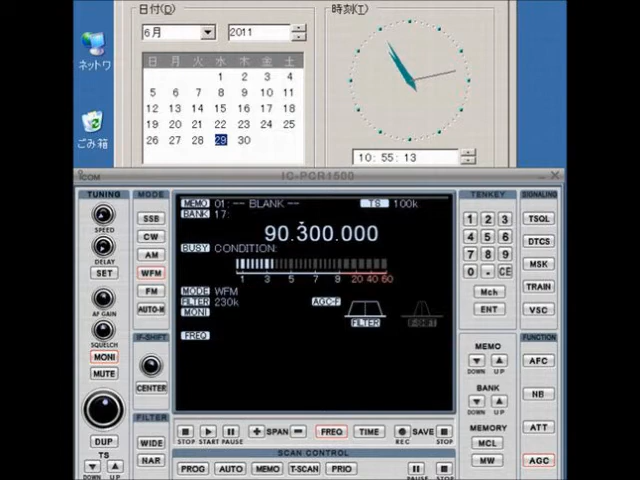 日付(D)
時刻(T)
6月
2011
日 月 火 水 木 金 土
1 2 3 4
5 6 7 8 9 10 11
12 13 14 15 16 17 18
19 20 21 22 23 24 25
26 27 28 29 30
10: 55: 13
ネットワ
ごみ箱
ICOM
IC-PCR1500
TUNING
MODE
TENKEY
SIGNALING
MEMO 01: -- BLANK -- TS 100k
BANK 17:
90.300.000
BUSY CONDITION:
1 3 5 7 9 20 40 60
MODE WFM
FILTER 230k AGC-F
MONI
FILTER
IF-SHIFT
FREQ
SPEED
DELAY
SET
AF GAIN
SQUELCH
MONI
MUTE
DUP
TS
DOWN UP
SSB
CW
AM
WFM
FM
AUTO-M
IF-SHIFT
CENTER
FILTER
WIDE
NAR
1 2 3
4 5 6
7 8 9
0 . CE
Mch
ENT
TSQL
DTCS
MSK
TRAIN
VSC
MEMO
DOWN UP
BANK
DOWN UP
MEMORY
MCL
MW
FUNCTION
AFC
NB
ATT
AGC
SPAN
FREQ
TIME
SAVE
STOP START PAUSE
REC STOP
SCAN CONTROL
PROG AUTO MEMO T-SCAN PRIO
PAUSE STOP